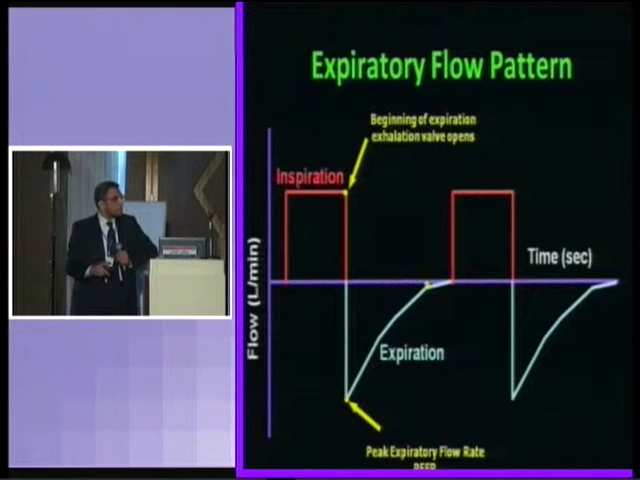 Expiratory Flow Pattern
Beginning of expiration
exhalation valve opens
Inspiration
Time (sec)
Flow (L/min)
Expiration
Peak Expiratory Flow Rate
PEFR